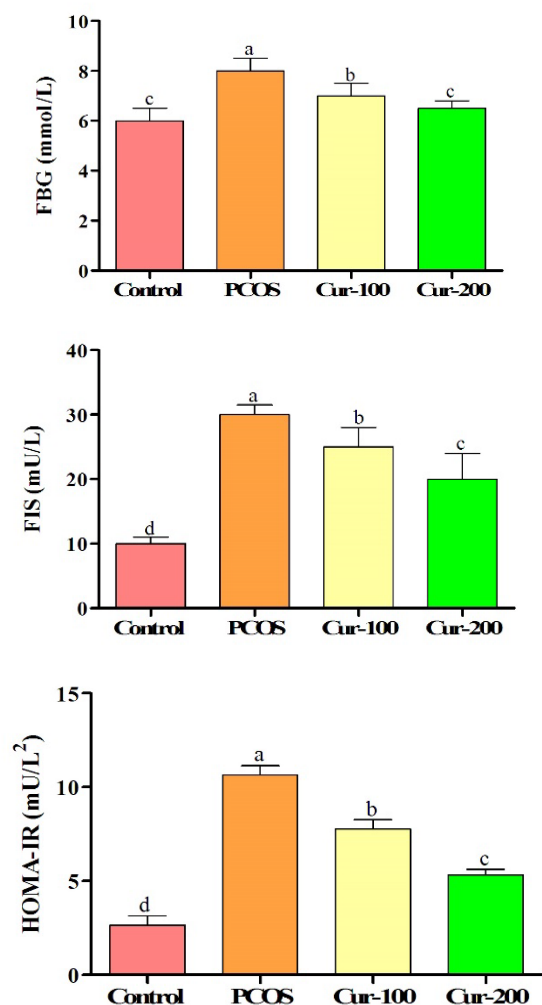 10
8
6
4
2
0
FBG (mmol/L)
c
a
b
c
Control PCOS Cur-100 Cur-200
40
30
20
10
0
FIS (mU/L)
d
a
b
c
Control PCOS Cur-100 Cur-200
15
10
5
0
HOMA-IR (mU/L²)
d
a
b
c
Control PCOS Cur-100 Cur-200